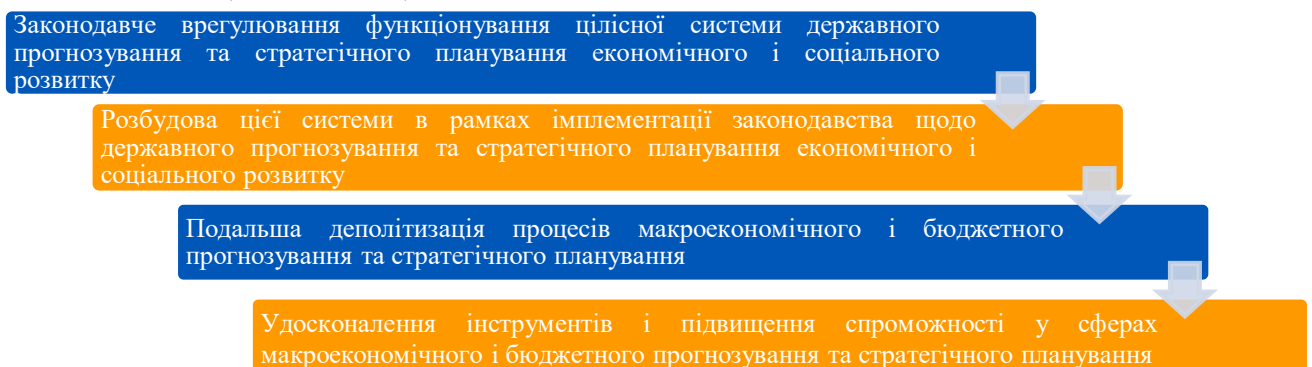 Законодавче врегулювання функціонування цілісної системи державного
прогнозування та стратегічного планування економічного і соціального
розвитку
Розбудова цієї системи в рамках імплементації законодавства щодо
державного прогнозування та стратегічного планування економічного і
соціального розвитку
Подальша деполітизація процесів макроекономічного і бюджетного
прогнозування та стратегічного планування
Удосконалення інструментів і підвищення спроможності у сферах
макроекономічного і бюджетного прогнозування та стратегічного планування